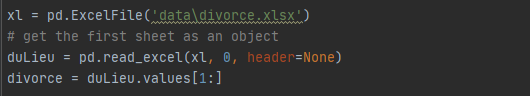 xl = pd.ExcelFile('data\divorce.xlsx')
# get the first sheet as an object
duLieu = pd.read_excel(xl, 0, header=None)
divorce = duLieu.values[1:]